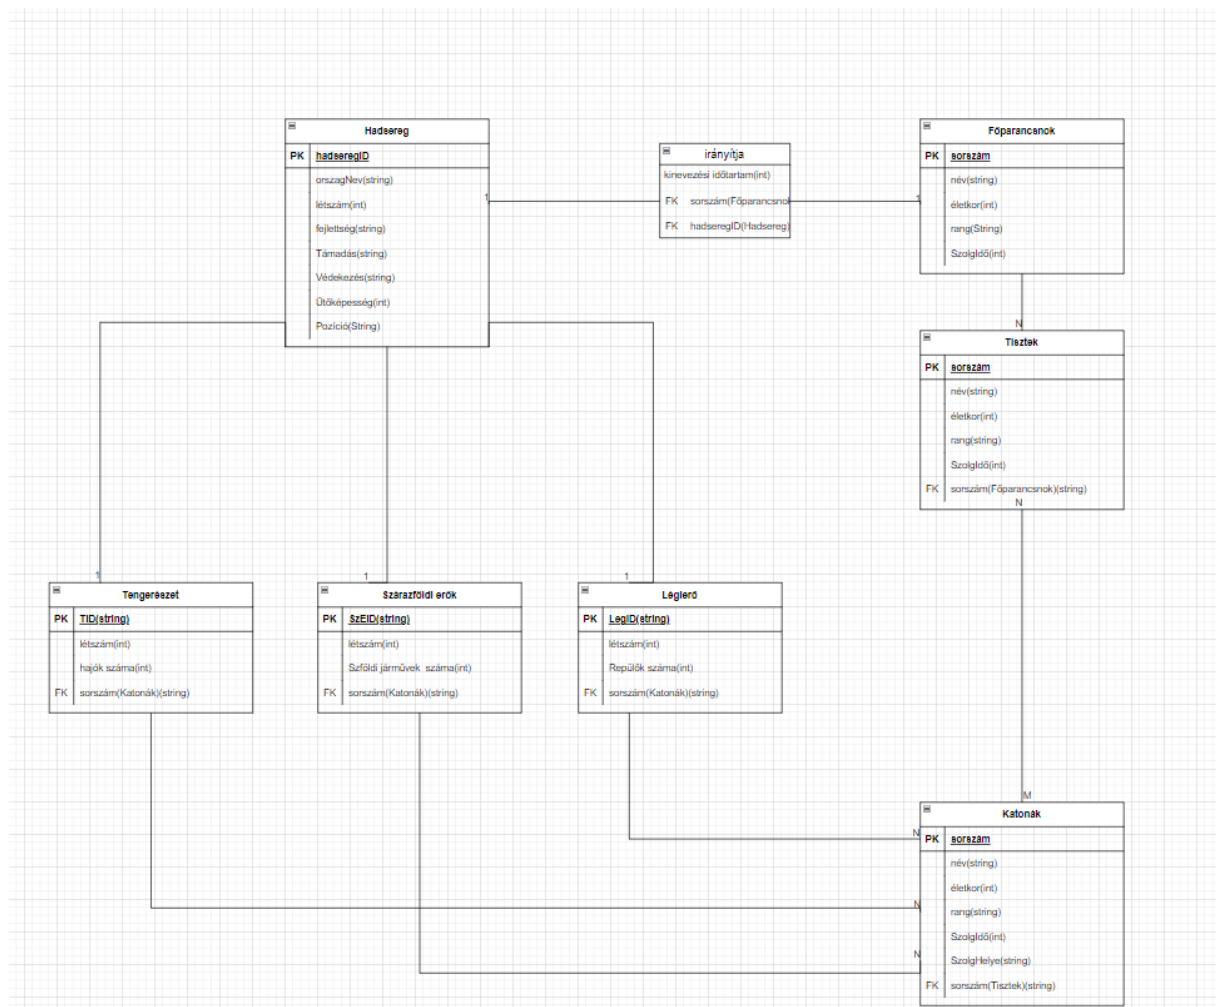 Hadsereg
PK hadseregID
orszagNev(string)
létszám(int)
fejlettség(string)
Támadás(string)
Védekezés(string)
Ütőképesség(int)
Pozíció(String)
1
irányítja
kinevezési időtartam(int)
FK sorszám(Főparancsnok
FK hadseregID(Hadsereg)
1
Főparancsnok
PK sorszám
név(string)
életkor(int)
rang(String)
SzolgIdő(int)
N
Tisztek
PK sorszám
név(string)
életkor(int)
rang(string)
SzolgIdő(int)
FK sorszám(Főparancsnok)(string)
N
1
Tengerészet
PK TID(string)
létszám(int)
hajók száma(int)
FK sorszám(Katonák)(string)
1
Szárazföldi erők
PK SzEID(string)
létszám(int)
Szföldi járművek száma(int)
FK sorszám(Katonák)(string)
1
Légierő
PK LegID(string)
létszám(int)
Repülők száma(int)
FK sorszám(Katonák)(string)
M
N
N
N
Katonák
PK sorszám
név(string)
életkor(int)
rang(string)
SzolgIdő(int)
SzolgHelye(string)
FK sorszám(Tisztek)(string)